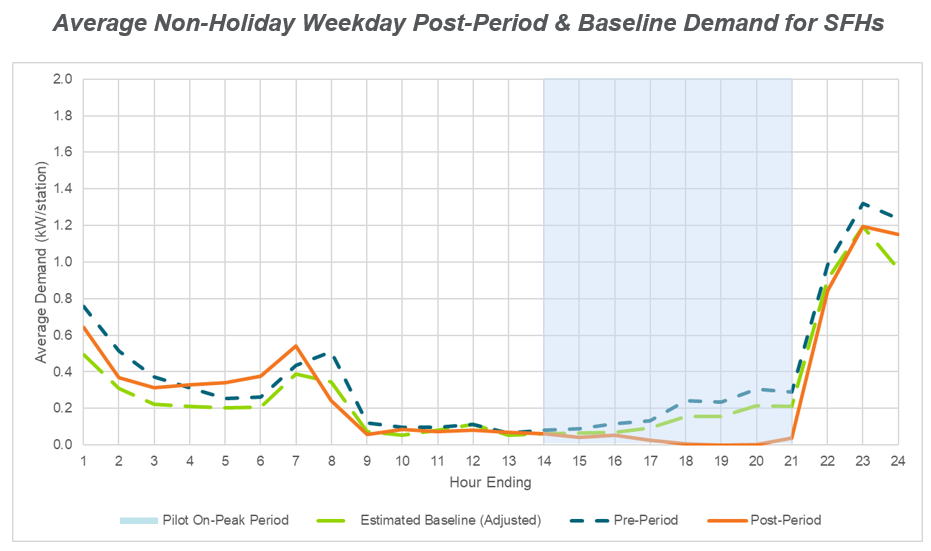 Average Non-Holiday Weekday Post-Period & Baseline Demand for SFHs
2.0
1.8
1.6
1.4
1.2
1.0
0.8
0.6
0.4
0.2
0.0
Average Demand (kW/station)
1 2 3 4 5 6 7 8 9 10 11 12 13 14 15 16 17 18 19 20 21 22 23 24
Hour Ending
Pilot On-Peak Period Estimated Baseline (Adjusted) Pre-Period Post-Period